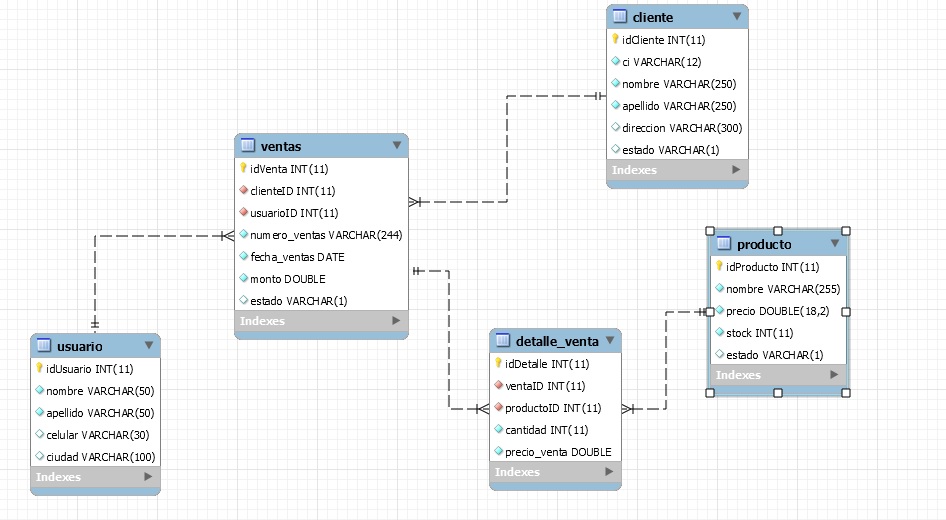 cliente
idCliente INT(11)
ci VARCHAR(12)
nombre VARCHAR(250)
apellido VARCHAR(250)
direccion VARCHAR(300)
estado VARCHAR(1)
Indexes
ventas
idVenta INT(11)
clienteID INT(11)
usuarioID INT(11)
numero_ventas VARCHAR(244)
fecha_ventas DATE
monto DOUBLE
estado VARCHAR(1)
Indexes
producto
idProducto INT(11)
nombre VARCHAR(255)
precio DOUBLE(18,2)
stock INT(11)
estado VARCHAR(1)
Indexes
usuario
idUsuario INT(11)
nombre VARCHAR(50)
apellido VARCHAR(50)
celular VARCHAR(30)
ciudad VARCHAR(100)
Indexes
detalle_venta
idDetalle INT(11)
ventaID INT(11)
productoID INT(11)
cantidad INT(11)
precio_venta DOUBLE
Indexes